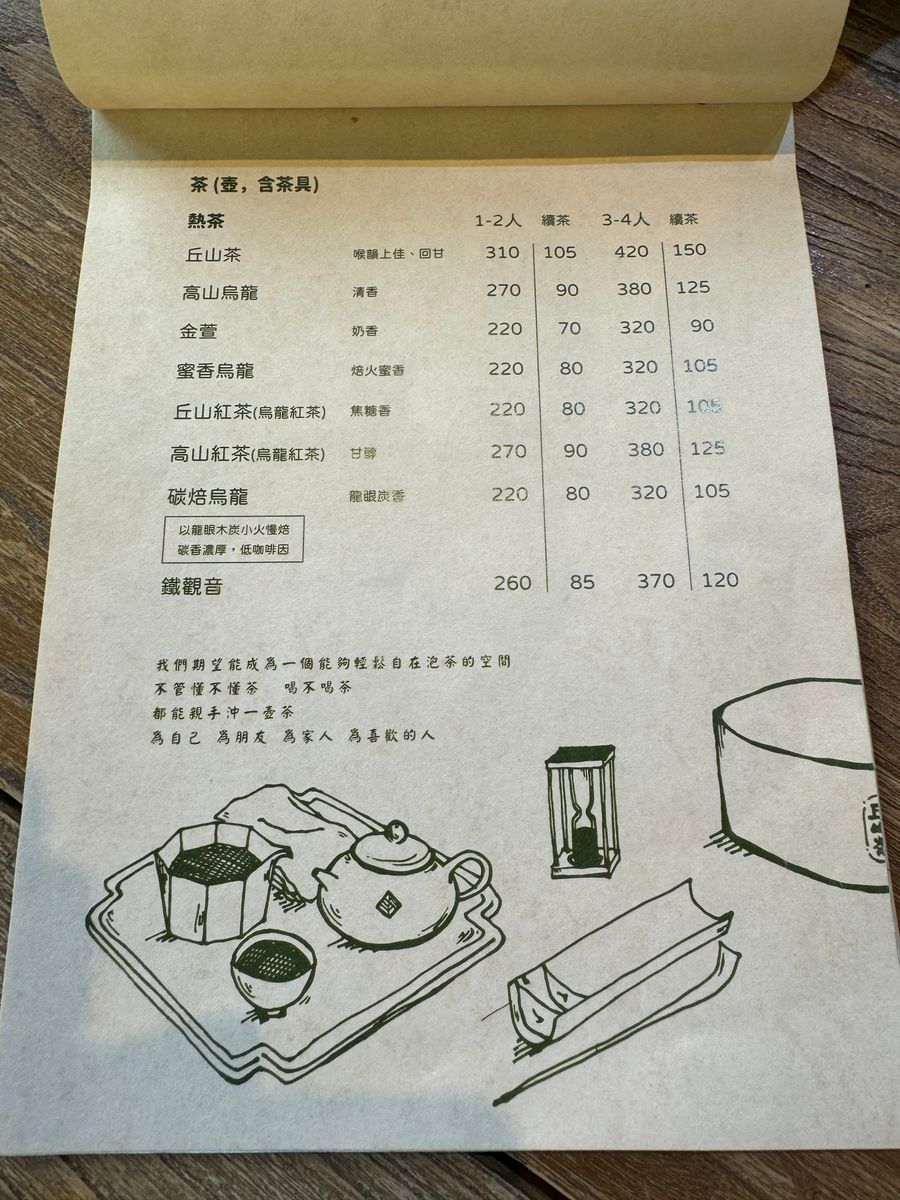 茶 (壺，含茶具)
熱茶 1-2人 續茶 3-4人 續茶
丘山茶 喉韻上佳、回甘 310 105 420 150
高山烏龍 清香 270 90 380 125
金萱 奶香 220 70 320 90
蜜香烏龍 焙火蜜香 220 80 320 105
丘山紅茶(烏龍紅茶) 焦糖香 220 80 320 105
高山紅茶(烏龍紅茶) 甘醇 270 90 380 125
碳焙烏龍 龍眼炭香 220 80 320 105
以龍眼木炭小火慢焙
碳香濃厚，低咖啡因
鐵觀音 260 85 370 120
我們期望能成為一個能夠輕鬆自在泡茶的空間
不管懂不懂茶 喝不喝茶
都能親手沖一壺茶
為自己 為朋友 為家人 為喜歡的人